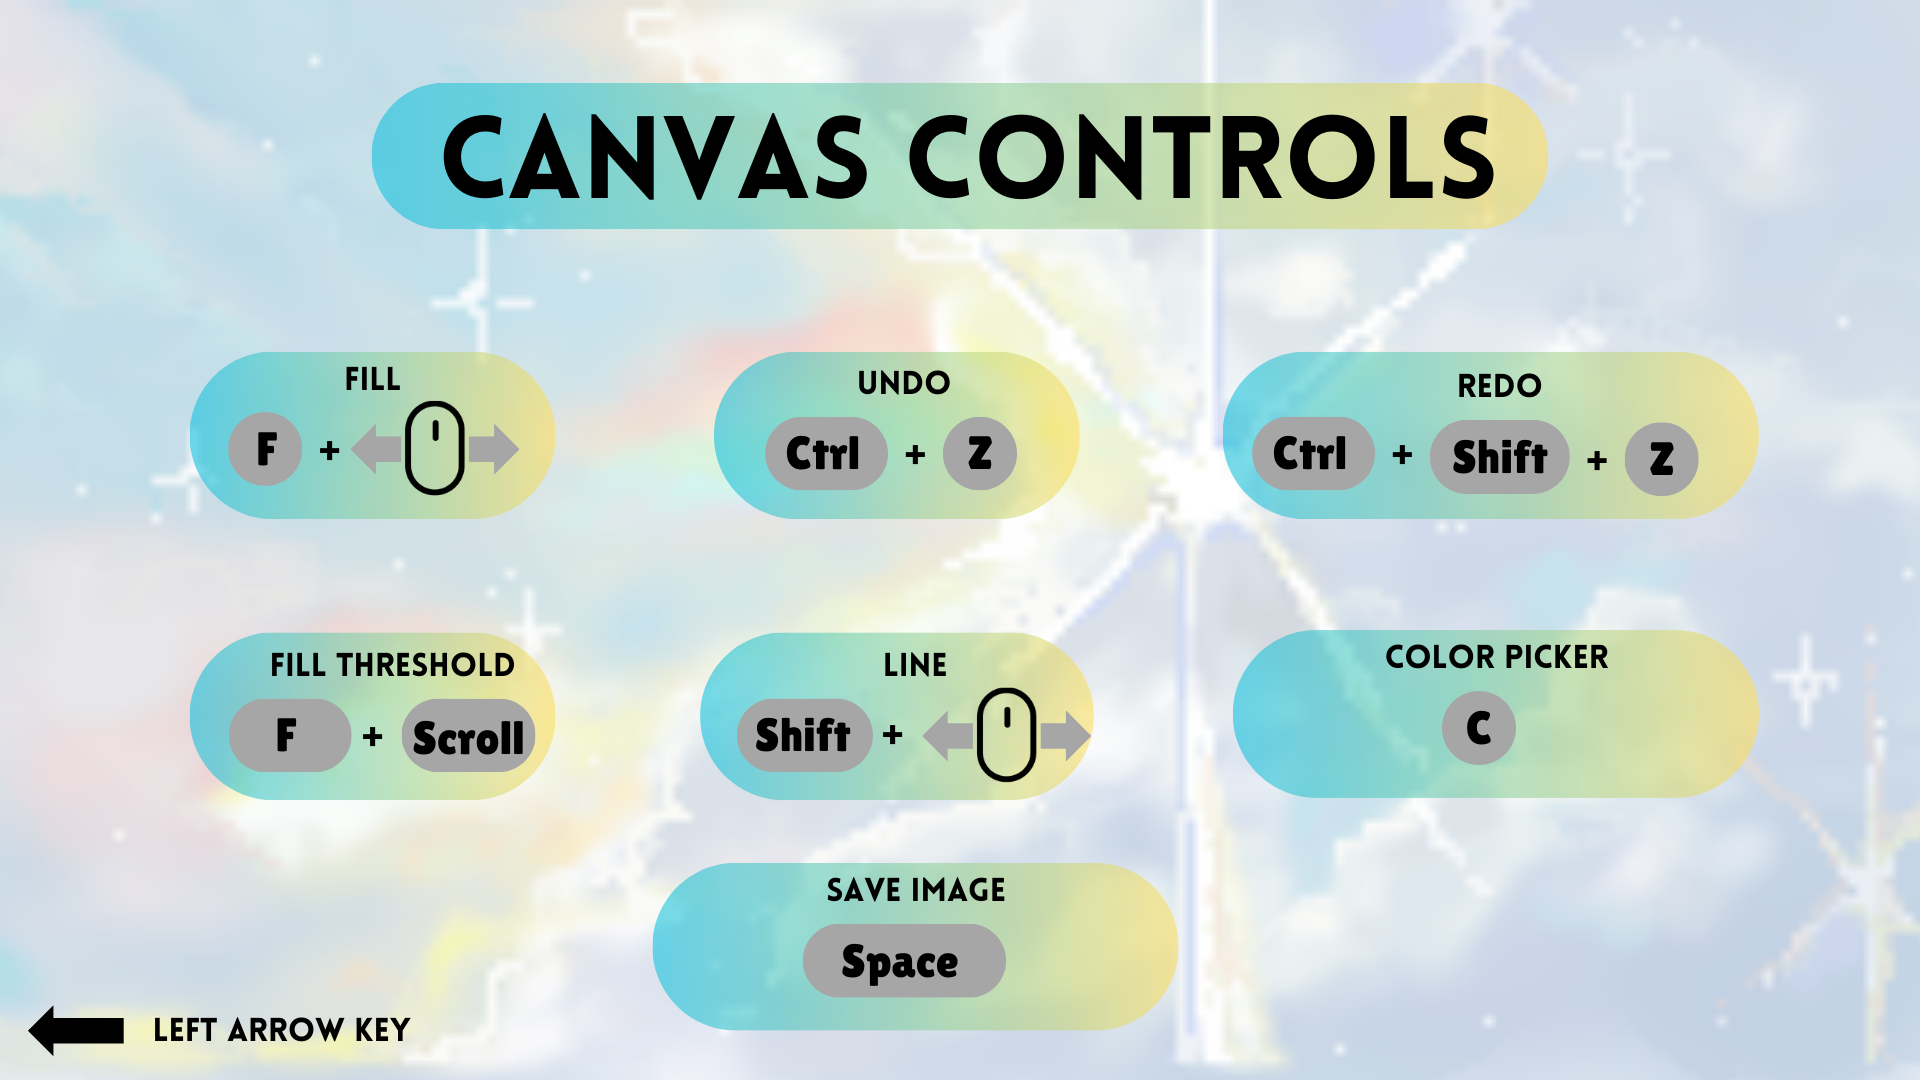 CANVAS CONTROLS
FILL
F +
UNDO
Ctrl + Z
REDO
Ctrl + Shift + Z
FILL THRESHOLD
F + Scroll
LINE
Shift +
COLOR PICKER
C
SAVE IMAGE
Space
LEFT ARROW KEY